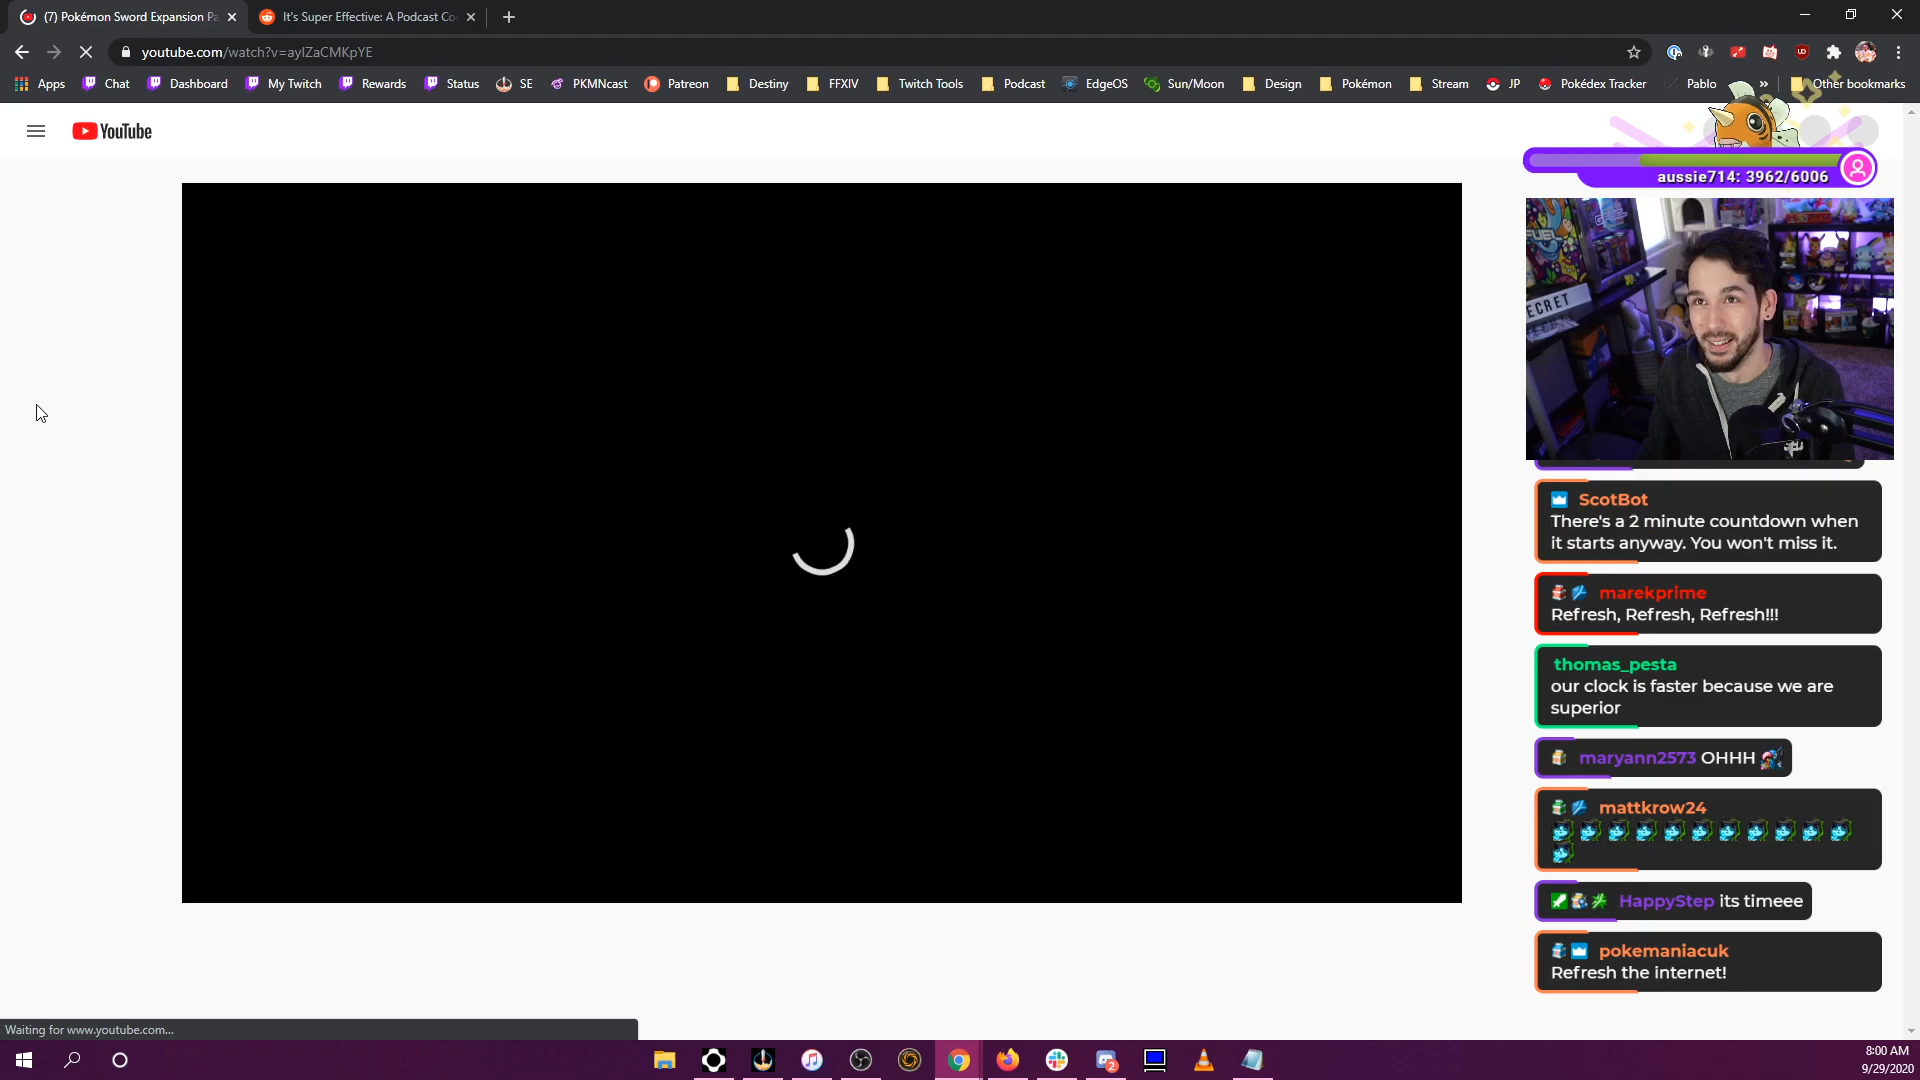 (7) Pokémon Sword Expansion Pa
It's Super Effective: A Podcast Co
youtube.com/watch?v=aylZaCMKpYE
Apps Chat Dashboard My Twitch Rewards Status SE PKMNcast Patreon Destiny FFXIV Twitch Tools Podcast EdgeOS Sun/Moon Design Pokémon Stream JP Pokédex Tracker Pablo » Other bookmarks
YouTube
aussie714: 3962/6006
FUEL
GFUEL
ECRET
ScotBot
There's a 2 minute countdown when
it starts anyway. You won't miss it.
marekprime
Refresh, Refresh, Refresh!!!
thomas_pesta
our clock is faster because we are
superior
maryann2573 OHHH
mattkrow24
HappyStep its timeee
pokemaniacuk
Refresh the internet!
Waiting for www.youtube.com...
2
8:00 AM
9/29/2020